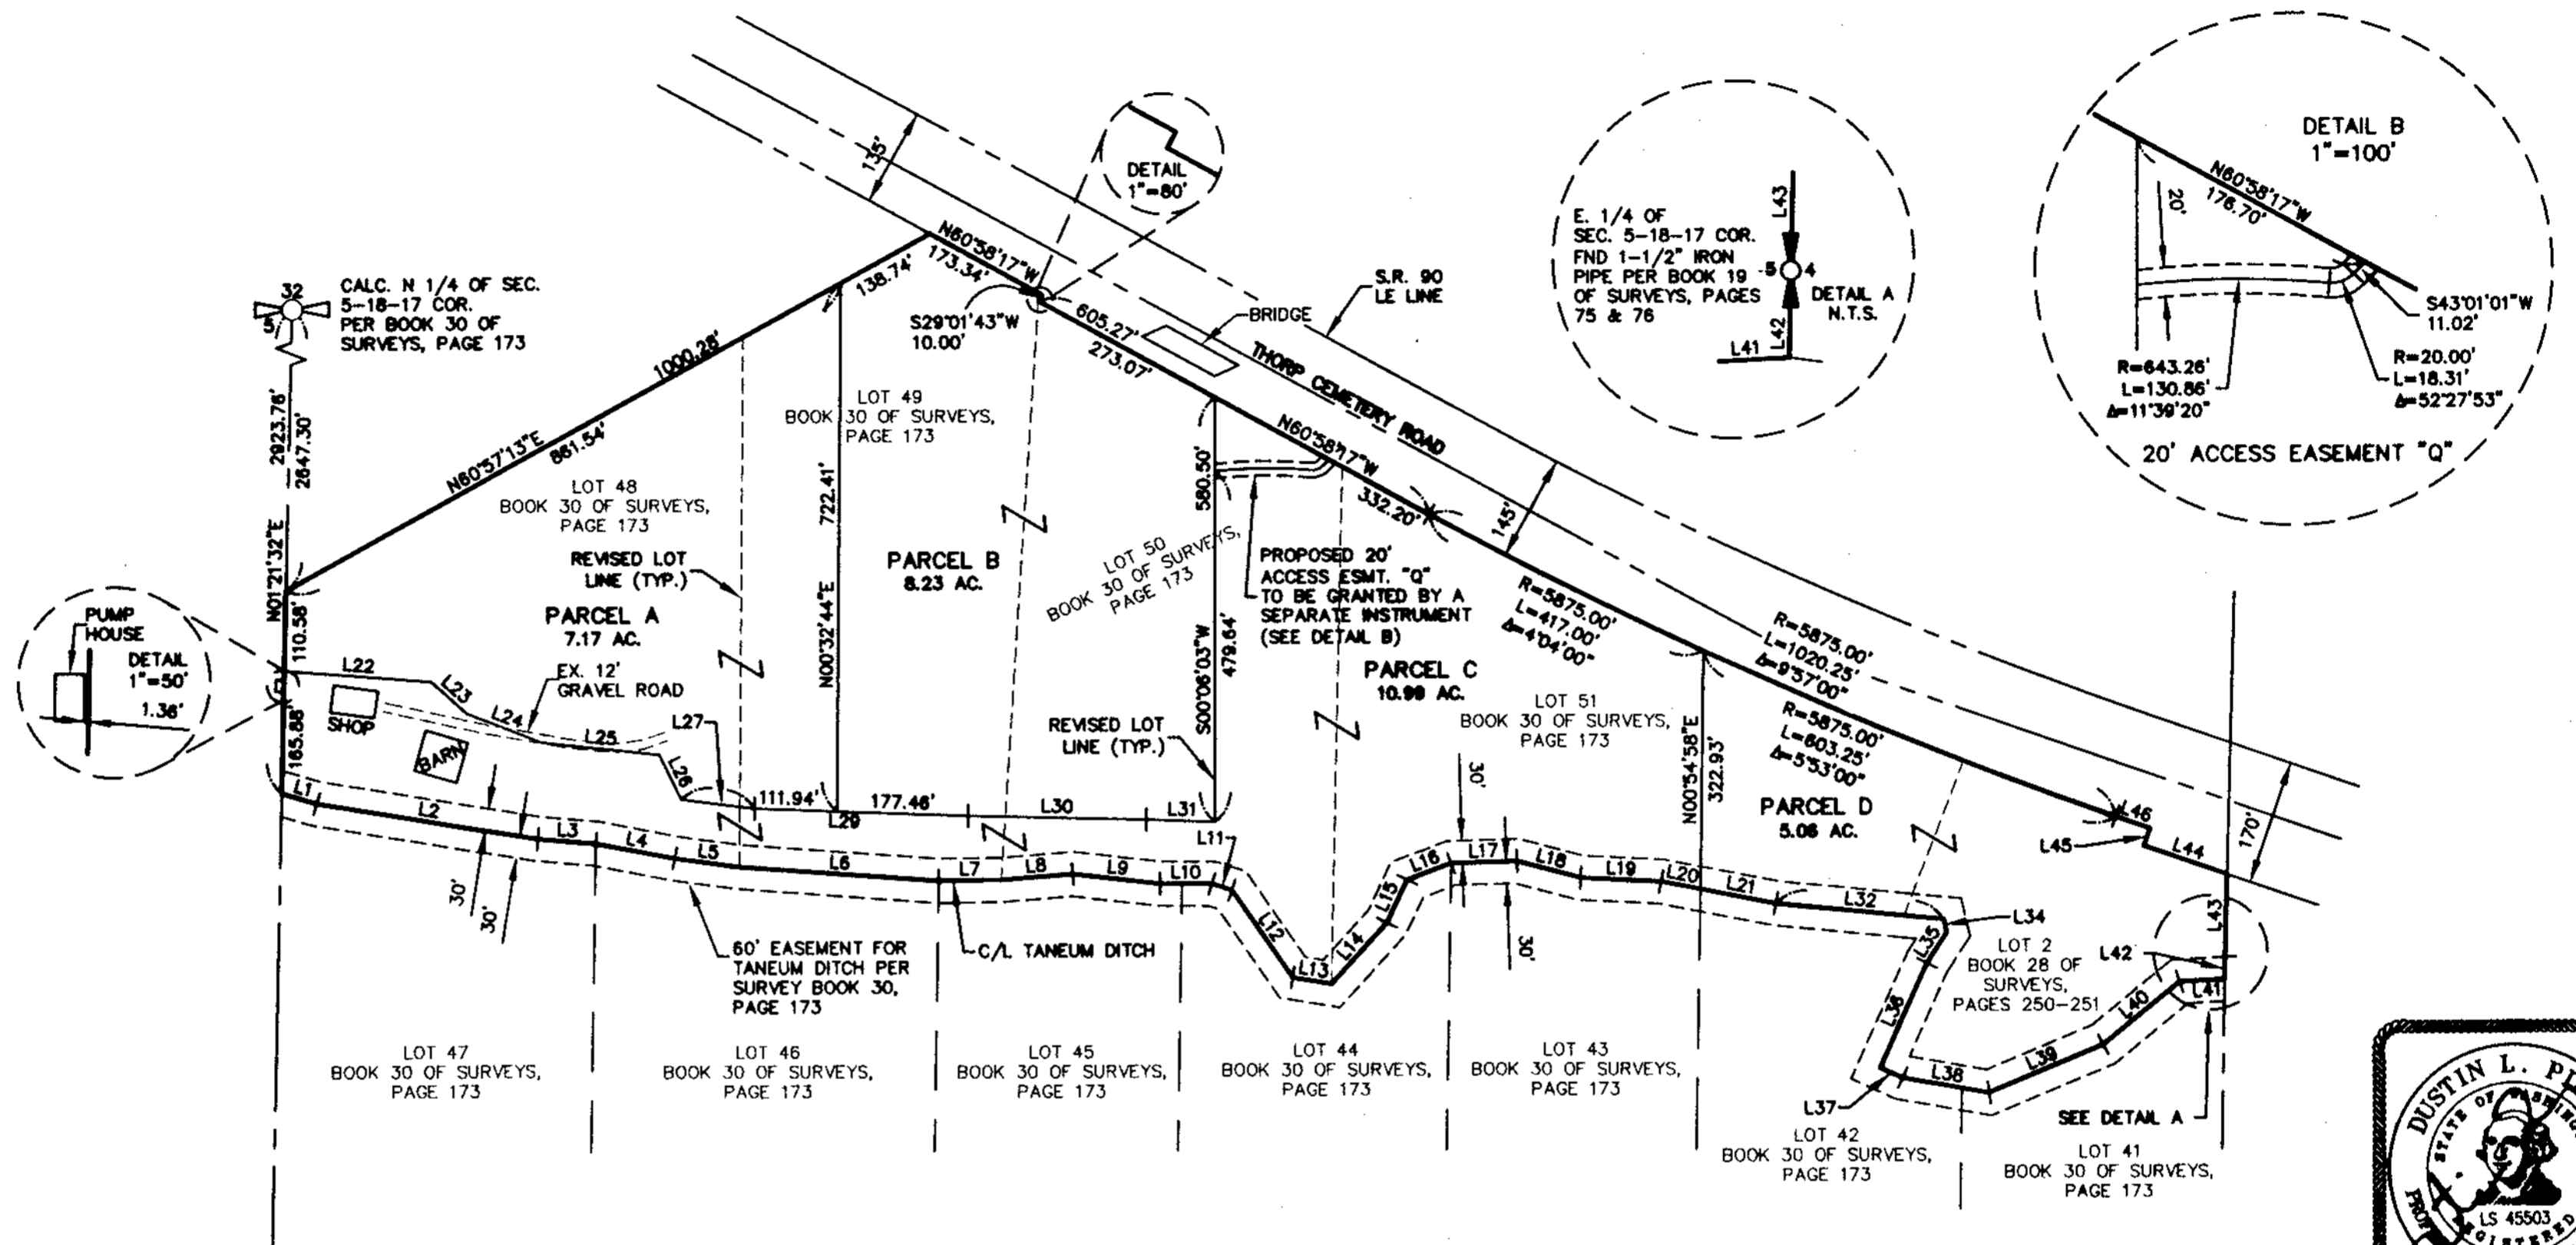 135'
DETAIL
1"=80'
DETAIL B
1"=100'
N60°58'17"W
176.70'
20'
S43°01'01"W
11.02'
R=20.00'
L=18.31'
Δ=52°27'53"
R=643.26'
L=130.86'
Δ=11°39'20"
20' ACCESS EASEMENT "Q"
E. 1/4 OF
SEC. 5-18-17 COR.
FND 1-1/2" IRON
PIPE PER BOOK 19
OF SURVEYS, PAGES
75 & 76
L43
5 4
DETAIL A
N.T.S.
L42
L41
32
5
CALC. N 1/4 OF SEC.
5-18-17 COR.
PER BOOK 30 OF
SURVEYS, PAGE 173
N60°58'17"W
173.34'
138.74'
S29°01'43"W
10.00'
605.27'
273.07'
BRIDGE
S.R. 90
LE LINE
THORP CEMETERY ROAD
1000.28'
N60°57'13"E
861.54'
2923.76'
2647.30'
N01°21'32"E
110.58'
165.88'
LOT 49
BOOK 30 OF SURVEYS,
PAGE 173
LOT 48
BOOK 30 OF SURVEYS,
PAGE 173
REVISED LOT
LINE (TYP.)
722.41'
N00°32'44"E
PARCEL A
7.17 AC.
PARCEL B
8.23 AC.
LOT 50
BOOK 30 OF SURVEYS,
PAGE 173
580.50'
S00°06'03"W
479.64'
N60°58'17"W
332.20'
145'
PROPOSED 20'
ACCESS ESMT. "Q"
TO BE GRANTED BY A
SEPARATE INSTRUMENT
(SEE DETAIL B)
R=5875.00'
L=417.00'
Δ=4°04'00"
R=5875.00'
L=1020.25'
Δ=9°57'00"
R=5875.00'
L=603.25'
Δ=5°53'00"
PARCEL C
10.99 AC.
LOT 51
BOOK 30 OF SURVEYS,
PAGE 173
REVISED LOT
LINE (TYP.)
N00°54'58"E
322.93'
PARCEL D
5.06 AC.
PUMP
HOUSE
DETAIL
1"=50'
1.36'
L22
L23
L24
L25
L26
L27
EX. 12'
GRAVEL ROAD
SHOP
BARN
111.94'
177.46'
L29
L30
L31
L11
L46
L45
L44
170'
L1
L2
L3
L4
L5
L6
L7
L8
L9
L10
L12
L13
L14
L15
L16
L17
L18
L19
L20
L21
L32
L34
L35
L36
L37
L38
L39
L40
L41
L42
L43
30'
30'
30'
30'
60' EASEMENT FOR
TANEUM DITCH PER
SURVEY BOOK 30,
PAGE 173
C/L TANEUM DITCH
LOT 2
BOOK 28 OF
SURVEYS,
PAGES 250-251
SEE DETAIL A
LOT 47
BOOK 30 OF SURVEYS,
PAGE 173
LOT 46
BOOK 30 OF SURVEYS,
PAGE 173
LOT 45
BOOK 30 OF SURVEYS,
PAGE 173
LOT 44
BOOK 30 OF SURVEYS,
PAGE 173
LOT 43
BOOK 30 OF SURVEYS,
PAGE 173
LOT 42
BOOK 30 OF SURVEYS,
PAGE 173
LOT 41
BOOK 30 OF SURVEYS,
PAGE 173
DUSTIN L.
STATE OF
LS 45503